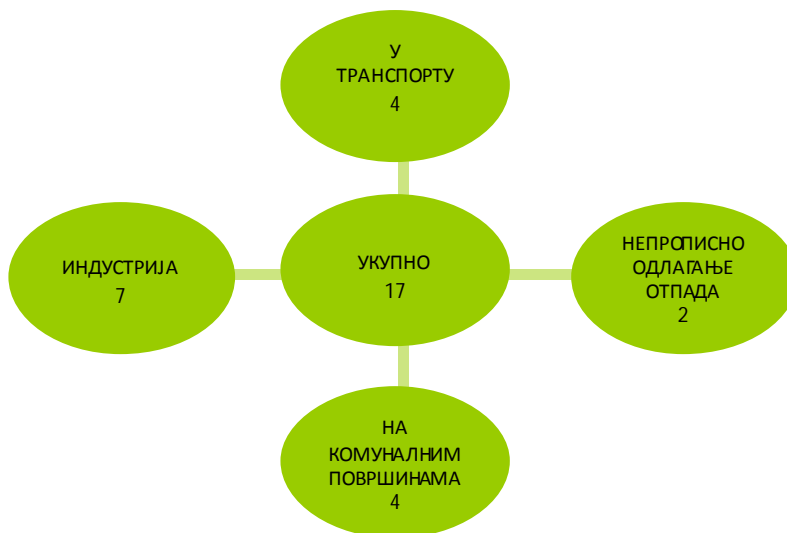 У
ТРАНСПОРТУ
4
ИНДУСТРИЈА
7
УКУПНО
17
НЕПРОПИСНО
ОДЛАГАЊЕ
ОТПАДА
2
НА
КОМУНАЛНИМ
ПОВРШИНАМА
4